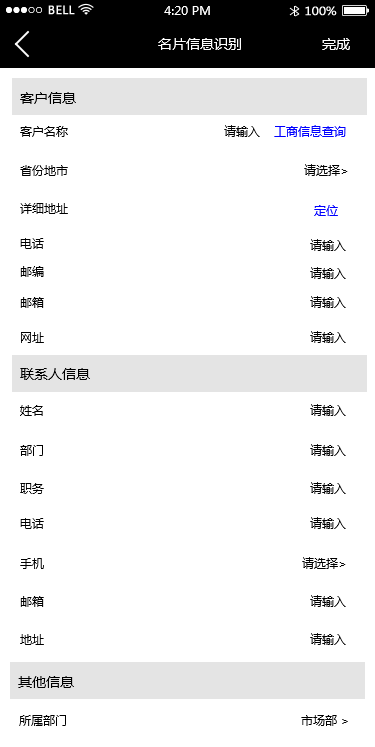 BELL 4:20 PM 100%
名片信息识别 完成
客户信息
客户名称 请输入 工商信息查询
省份地市 请选择>
详细地址 定位
电话 请输入
邮编 请输入
邮箱 请输入
网址 请输入
联系人信息
姓名 请输入
部门 请输入
职务 请输入
电话 请输入
手机 请选择>
邮箱 请输入
地址 请输入
其他信息
所属部门 市场部 >